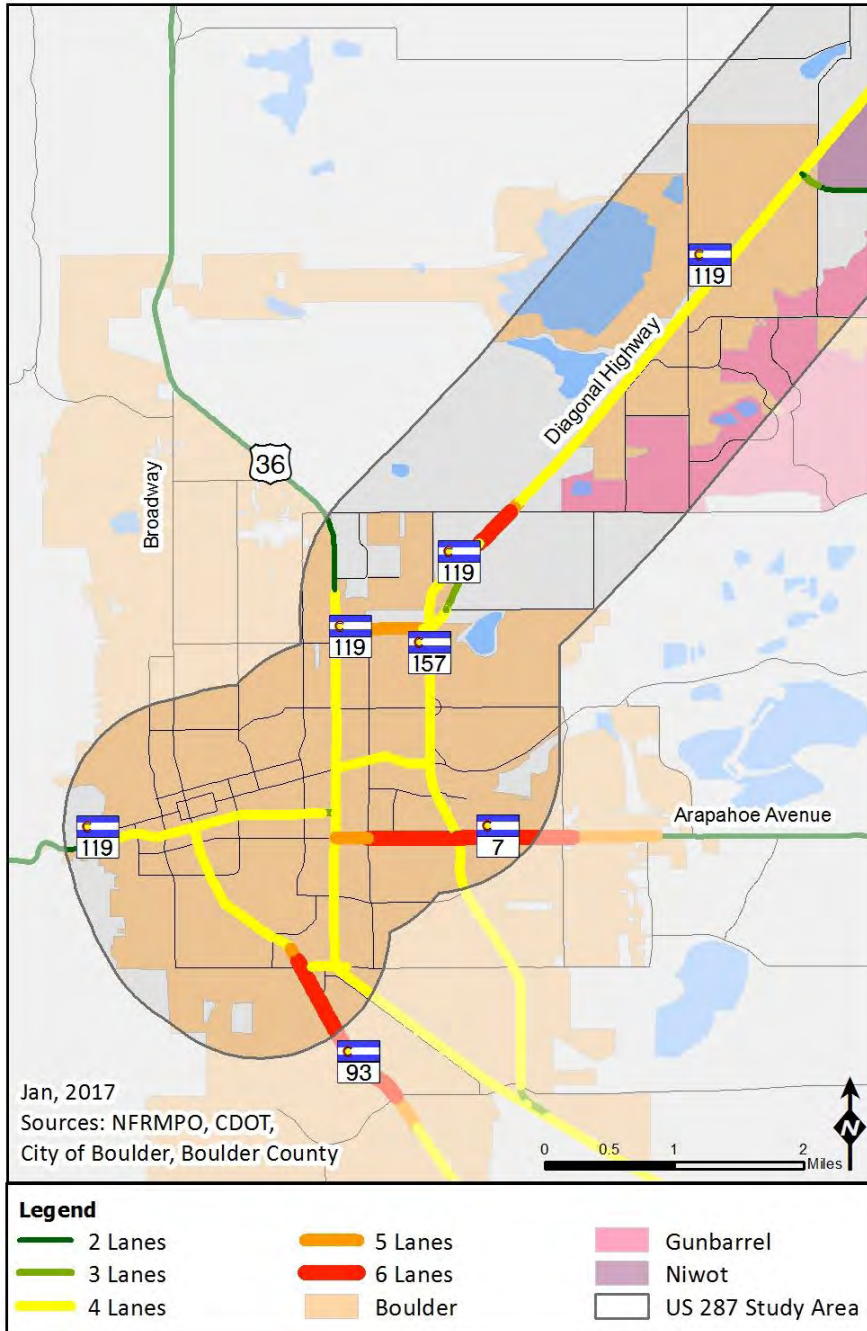 119
Diagonal Highway
36
Broadway
119
119
157
Arapahoe Avenue
119
7
93
Jan, 2017
Sources: NFRMPO, CDOT,
City of Boulder, Boulder County
N
0 0.5 1 2
Miles
Legend
2 Lanes
3 Lanes
4 Lanes
5 Lanes
6 Lanes
Boulder
Gunbarrel
Niwot
US 287 Study Area